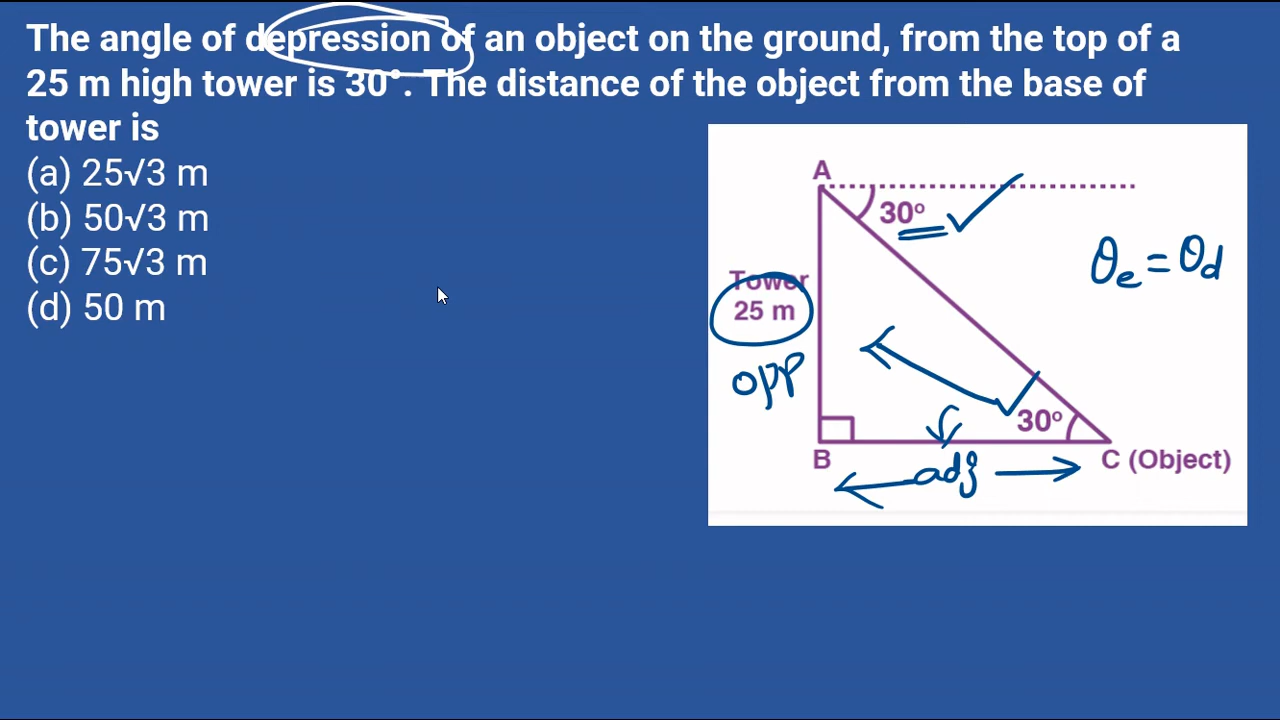 The angle of depression of an object on the ground, from the top of a
25 m high tower is 30°. The distance of the object from the base of
tower is
(a) 25√3 m
(b) 50√3 m
(c) 75√3 m
(d) 50 m
A
30°
θe = θd
Tower
25 m
opp
30°
B
adj
C (Object)